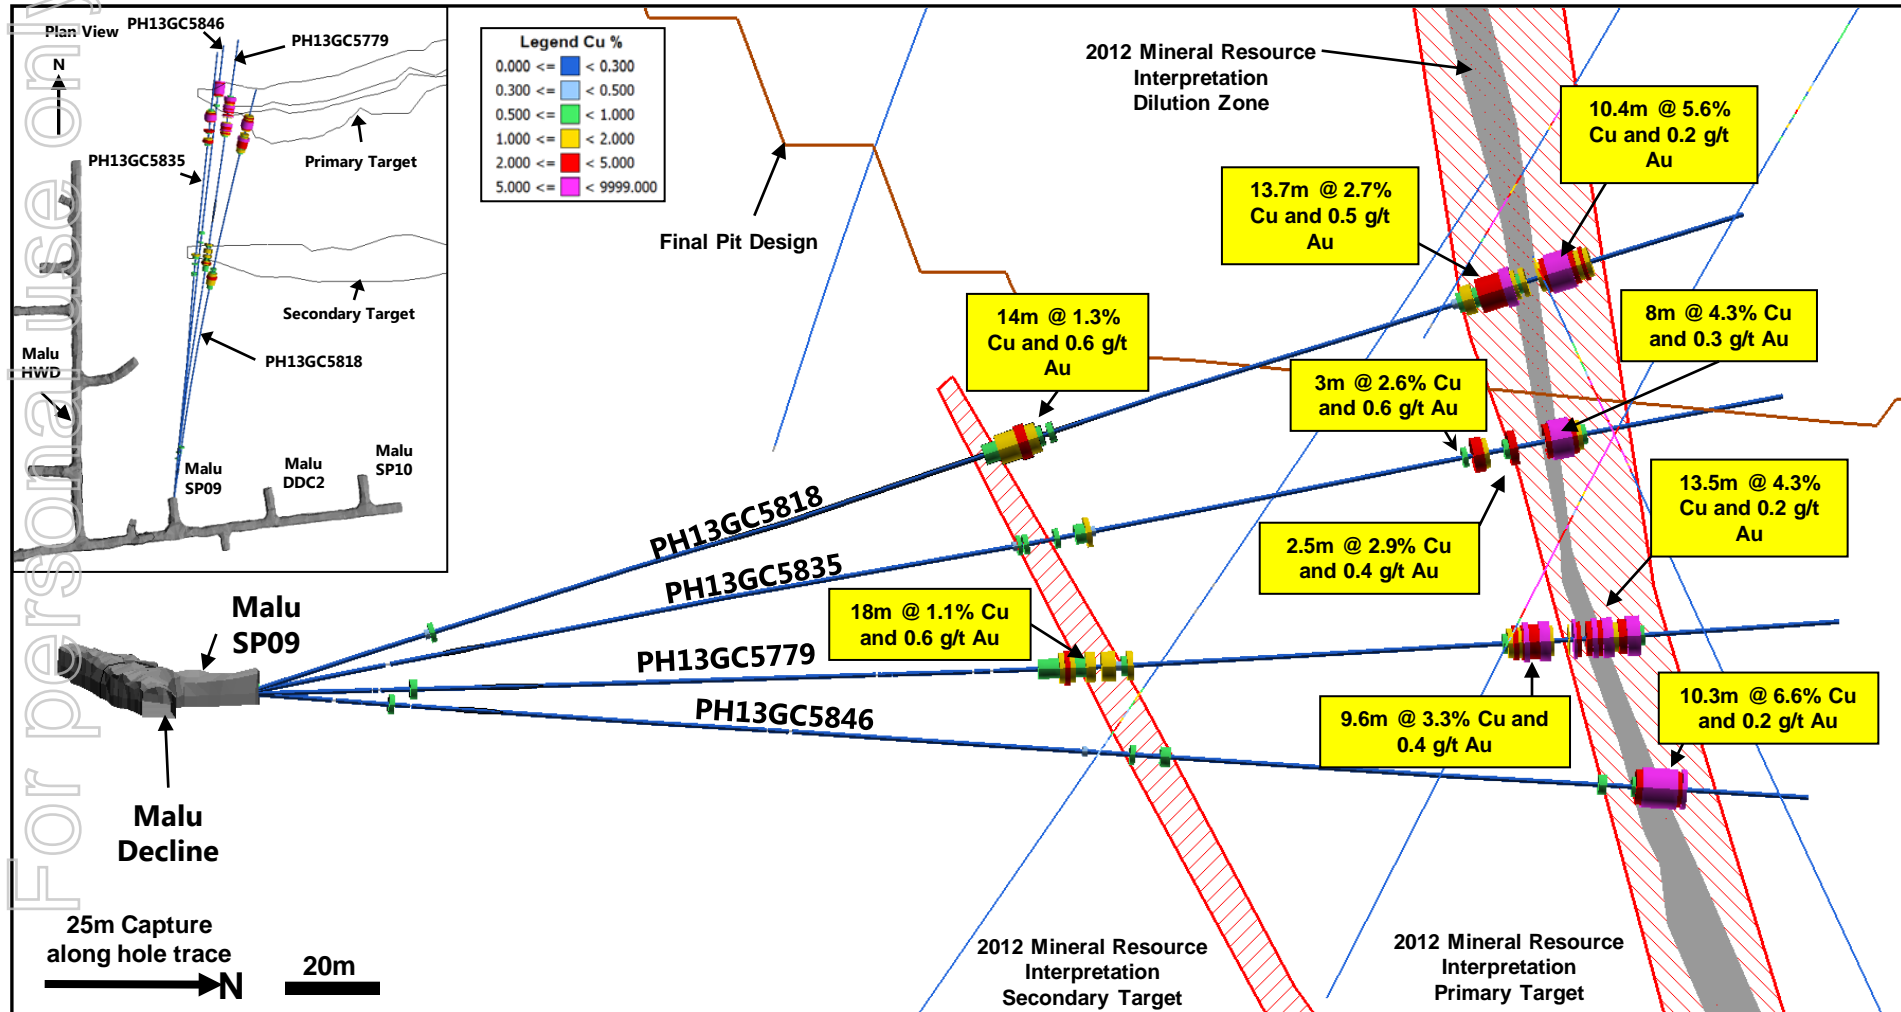 For personal use only
Plan View
PH13GC5846
PH13GC5779
N
PH13GC5835
Primary Target
Secondary Target
Malu
HWD
PH13GC5818
Malu
SP09
Malu
DDC2
Malu
SP10
Legend Cu %
0.000 <= < 0.300
0.300 <= < 0.500
0.500 <= < 1.000
1.000 <= < 2.000
2.000 <= < 5.000
5.000 <= < 9999.000
Final Pit Design
2012 Mineral Resource
Interpretation
Dilution Zone
10.4m @ 5.6%
Cu and 0.2 g/t
Au
13.7m @ 2.7%
Cu and 0.5 g/t
Au
14m @ 1.3%
Cu and 0.6 g/t
Au
8m @ 4.3% Cu
and 0.3 g/t Au
3m @ 2.6% Cu
and 0.6 g/t Au
13.5m @ 4.3%
Cu and 0.2 g/t
Au
2.5m @ 2.9% Cu
and 0.4 g/t Au
18m @ 1.1% Cu
and 0.6 g/t Au
9.6m @ 3.3% Cu and
0.4 g/t Au
10.3m @ 6.6% Cu
and 0.2 g/t Au
PH13GC5818
PH13GC5835
PH13GC5779
PH13GC5846
Malu
SP09
Malu
Decline
25m Capture
along hole trace
N
20m
2012 Mineral Resource
Interpretation
Secondary Target
2012 Mineral Resource
Interpretation
Primary Target